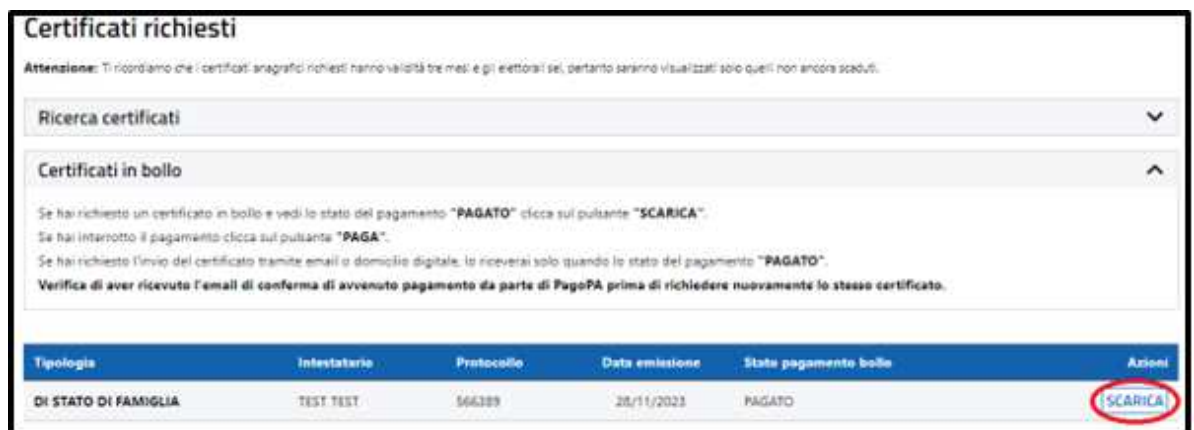 Certificati richiesti
Attenzione: Ti ricordiamo che i certificati anagrafici richiesti hanno validità tre mesi e gli elettorali sei, pertanto saranno visualizzati solo quelli non ancora scaduti.
Ricerca certificati
Certificati in bollo
Se hai richiesto un certificato in bollo e vedi lo stato del pagamento "PAGATO" clicca sul pulsante "SCARICA".
Se hai interrotto il pagamento clicca sul pulsante "PAGA".
Se hai richiesto l'invio del certificato tramite email o domicilio digitale, lo riceverai solo quando lo stato del pagamento "PAGATO".
Verifica di aver ricevuto l'email di conferma di avvenuto pagamento da parte di PagoPA prima di richiedere nuovamente lo stesso certificato.
Tipologia Intestatario Protocollo Data emissione Stato pagamento bollo Azioni
DI STATO DI FAMIGLIA TEST TEST 566389 28/11/2023 PAGATO SCARICA